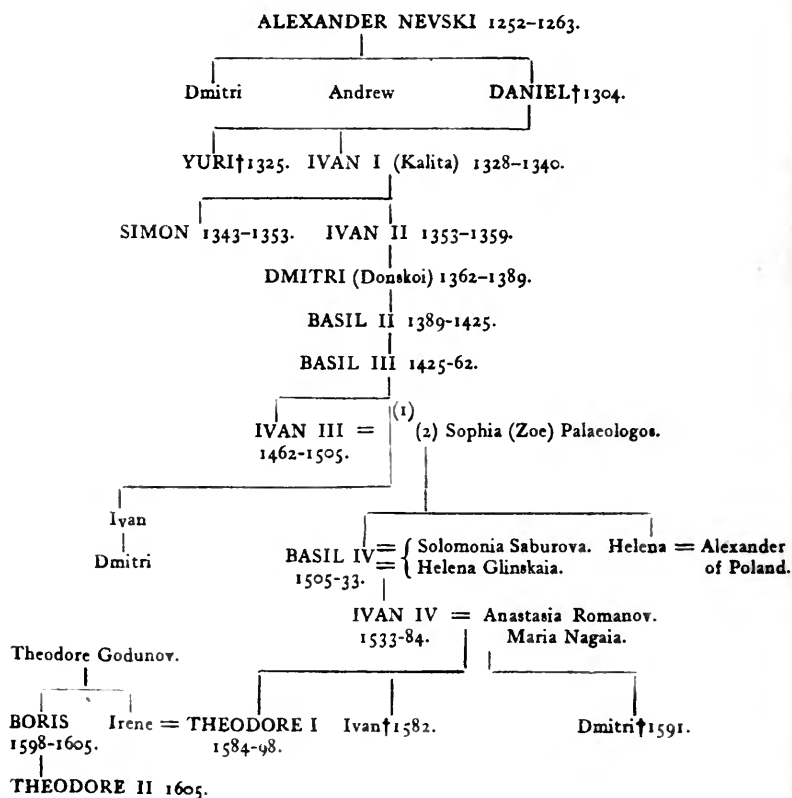 ALEXANDER NEVSKI 1252-1263.
Dmitri Andrew DANIEL†1304.
YURI†1325. IVAN I (Kalita) 1328-1340.
SIMON 1343-1353. IVAN II 1353-1359.
DMITRI (Donskoi) 1362-1389.
BASIL II 1389-1425.
BASIL III 1425-62.
(1)
IVAN III = (2) Sophia (Zoe) Palaeologos.
1462-1505.
Ivan
Dmitri
BASIL IV = { Solomonia Saburova. Helena = Alexander
1505-33. = { Helena Glinskaia. of Poland.
IVAN IV = Anastasia Romanov.
1533-84. Maria Nagaia.
Theodore Godunov.
BORIS Irene = THEODORE I Ivan†1582. Dmitri†1591.
1598-1605. 1584-98.
THEODORE II 1605.